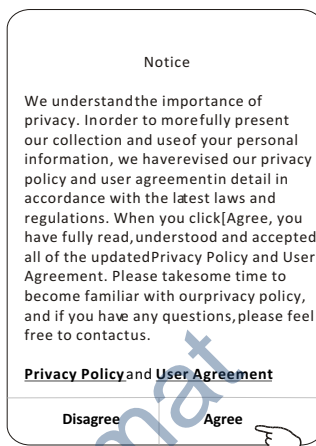 Notice
We understandthe importance of
privacy. Inorder to morefully present
our collection and useof your personal
information, we haverevised our privacy
policy and user agreementin detail in
accordance with the latest laws and
regulations. When you click[Agree, you
have fully read,understood and accepted
all of the updatedPrivacy Policy and User
Agreement. Please takesome time to
become familiar with ourprivacy policy,
and if you have any questions,please feel
free to contactus.
Privacy Policyand User Agreement
Disagree Agree
mat